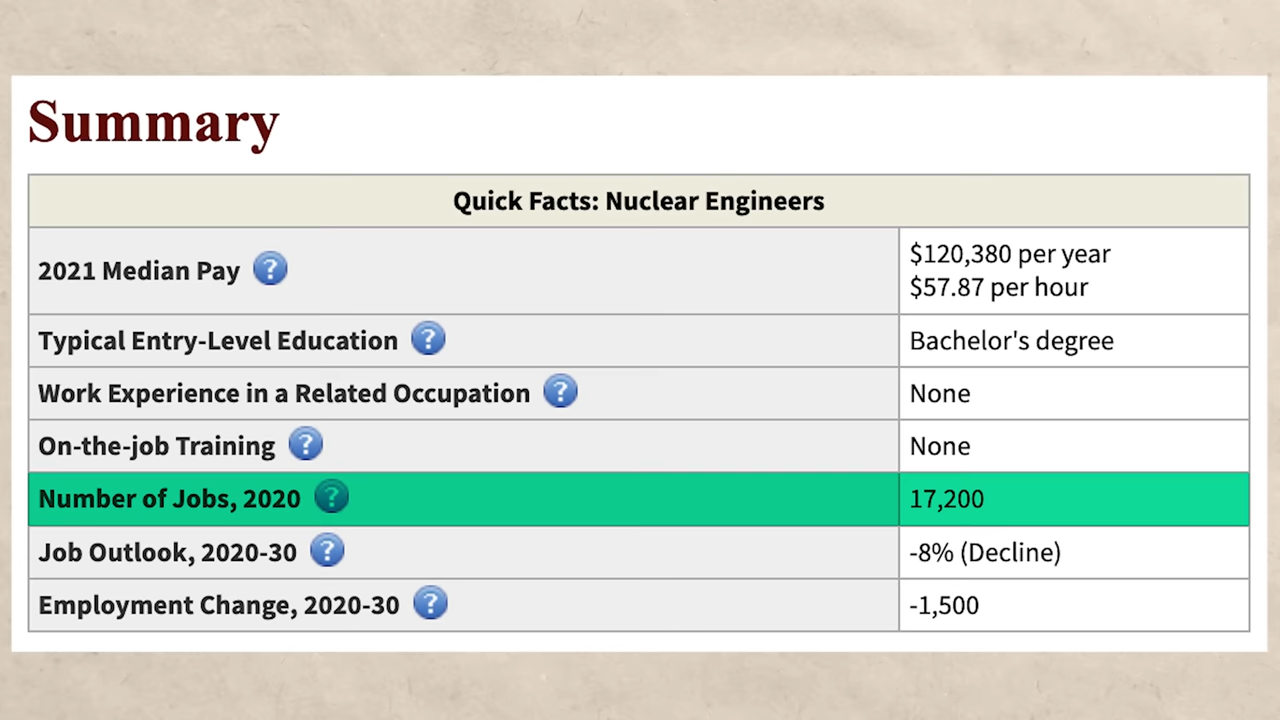 Summary
Quick Facts: Nuclear Engineers
2021 Median Pay ?
$120,380 per year
$57.87 per hour
Typical Entry-Level Education ?
Bachelor's degree
Work Experience in a Related Occupation ?
None
On-the-job Training ?
None
Number of Jobs, 2020 ?
17,200
Job Outlook, 2020-30 ?
-8% (Decline)
Employment Change, 2020-30 ?
-1,500